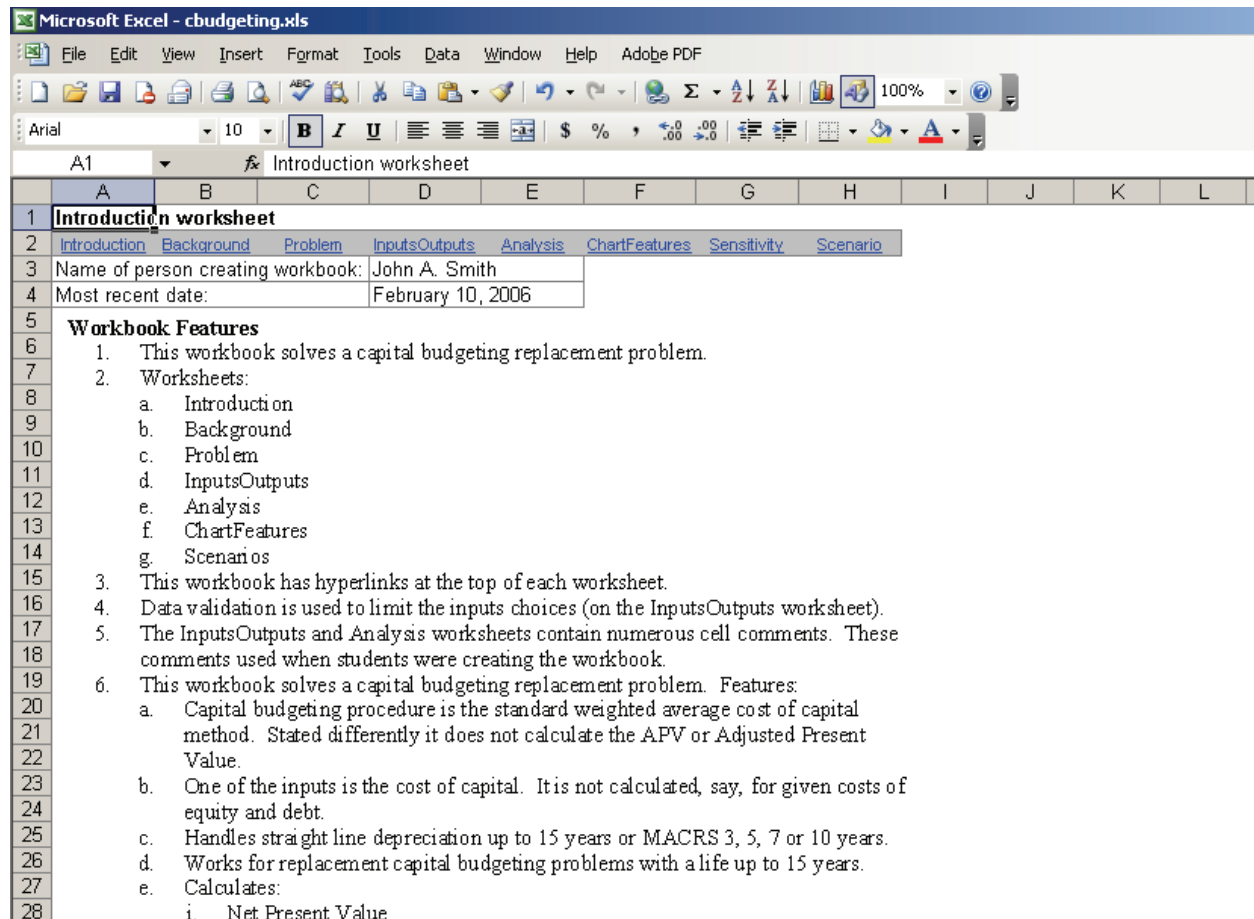 Microsoft Excel - cbudgeting.xls
File Edit View Insert Format Tools Data Window Help Adobe PDF
100%
Arial 10 B I U $ % , A
A1 fx Introduction worksheet
A B C D E F G H I J K L
1 Introduction worksheet
2 Introduction Background Problem InputsOutputs Analysis ChartFeatures Sensitivity Scenario
3 Name of person creating workbook: John A. Smith
4 Most recent date: February 10, 2006
5 Workbook Features
6 1. This workbook solves a capital budgeting replacement problem.
7 2. Worksheets:
8 a. Introduction
9 b. Background
10 c. Problem
11 d. InputsOutputs
12 e. Analysis
13 f. ChartFeatures
14 g. Scenarios
15 3. This workbook has hyperlinks at the top of each worksheet.
16 4. Data validation is used to limit the inputs choices (on the InputsOutputs worksheet).
17 5. The InputsOutputs and Analysis worksheets contain numerous cell comments. These
18 comments used when students were creating the workbook.
19 6. This workbook solves a capital budgeting replacement problem. Features:
20 a. Capital budgeting procedure is the standard weighted average cost of capital
21 method. Stated differently it does not calculate the APV or Adjusted Present
22 Value.
23 b. One of the inputs is the cost of capital. It is not calculated, say, for given costs of
24 equity and debt.
25 c. Handles straight line depreciation up to 15 years or MACRS 3, 5, 7 or 10 years.
26 d. Works for replacement capital budgeting problems with a life up to 15 years.
27 e. Calculates:
28 i. Net Present Value